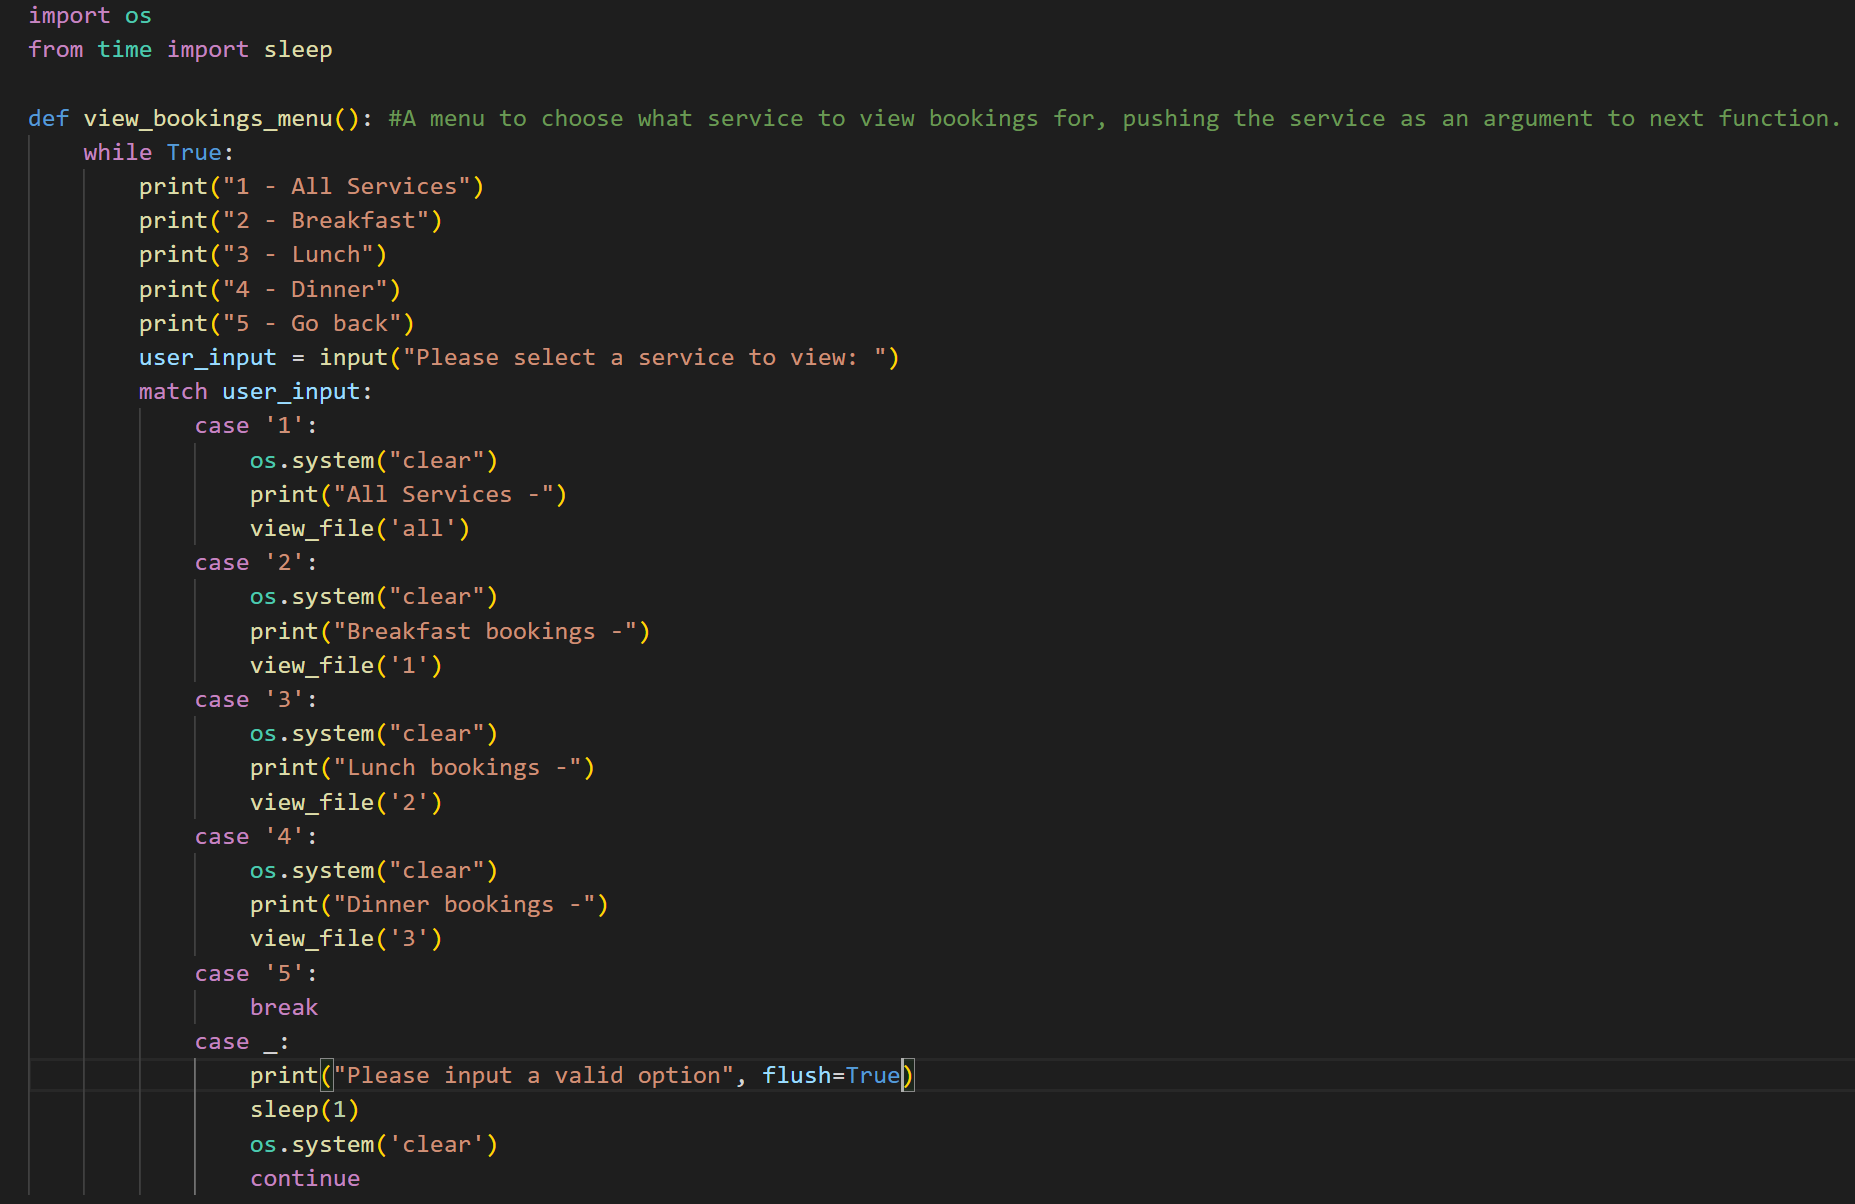 import os
from time import sleep

def view_bookings_menu(): #A menu to choose what service to view bookings for, pushing the service as an argument to next function.
    while True:
        print("1 - All Services")
        print("2 - Breakfast")
        print("3 - Lunch")
        print("4 - Dinner")
        print("5 - Go back")
        user_input = input("Please select a service to view: ")
        match user_input:
            case '1':
                os.system("clear")
                print("All Services -")
                view_file('all')
            case '2':
                os.system("clear")
                print("Breakfast bookings -")
                view_file('1')
            case '3':
                os.system("clear")
                print("Lunch bookings -")
                view_file('2')
            case '4':
                os.system("clear")
                print("Dinner bookings -")
                view_file('3')
            case '5':
                break
            case _:
                print("Please input a valid option", flush=True)
                sleep(1)
                os.system('clear')
                continue